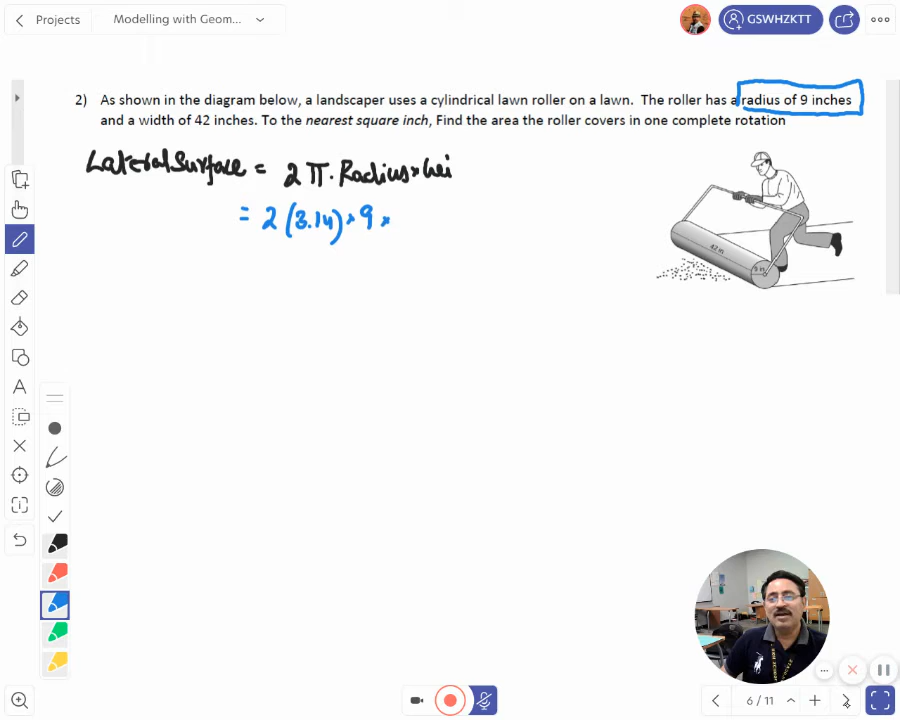 Projects
Modelling with Geom...
GSWHZKTT
2) As shown in the diagram below, a landscaper uses a cylindrical lawn roller on a lawn. The roller has a radius of 9 inches
and a width of 42 inches. To the nearest square inch, Find the area the roller covers in one complete rotation
Lateral Surface = 2 π . Radius × hei
= 2 (3.14) × 9 ×
42 in
9 in
A
6 / 11